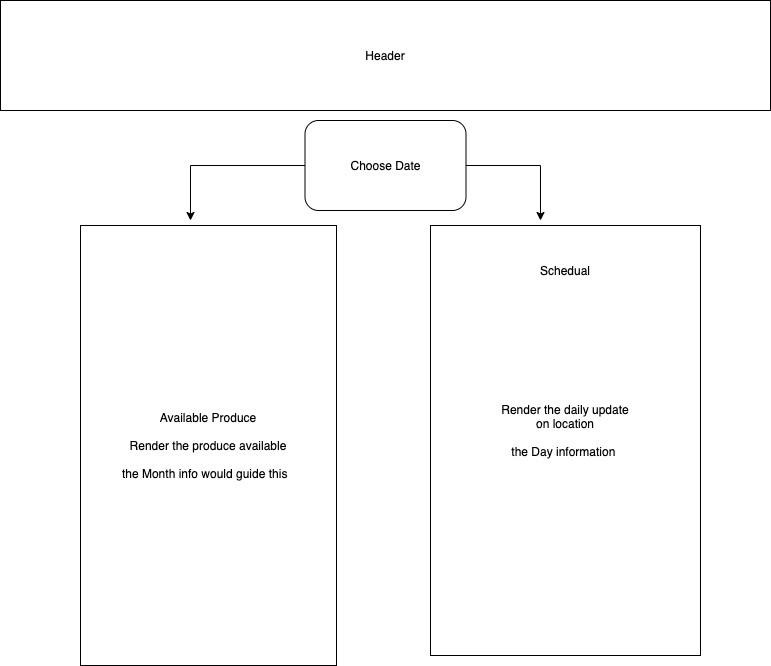 Header
Choose Date
Available Produce
Render the produce available
the Month info would guide this
Schedual
Render the daily update
on location
the Day information